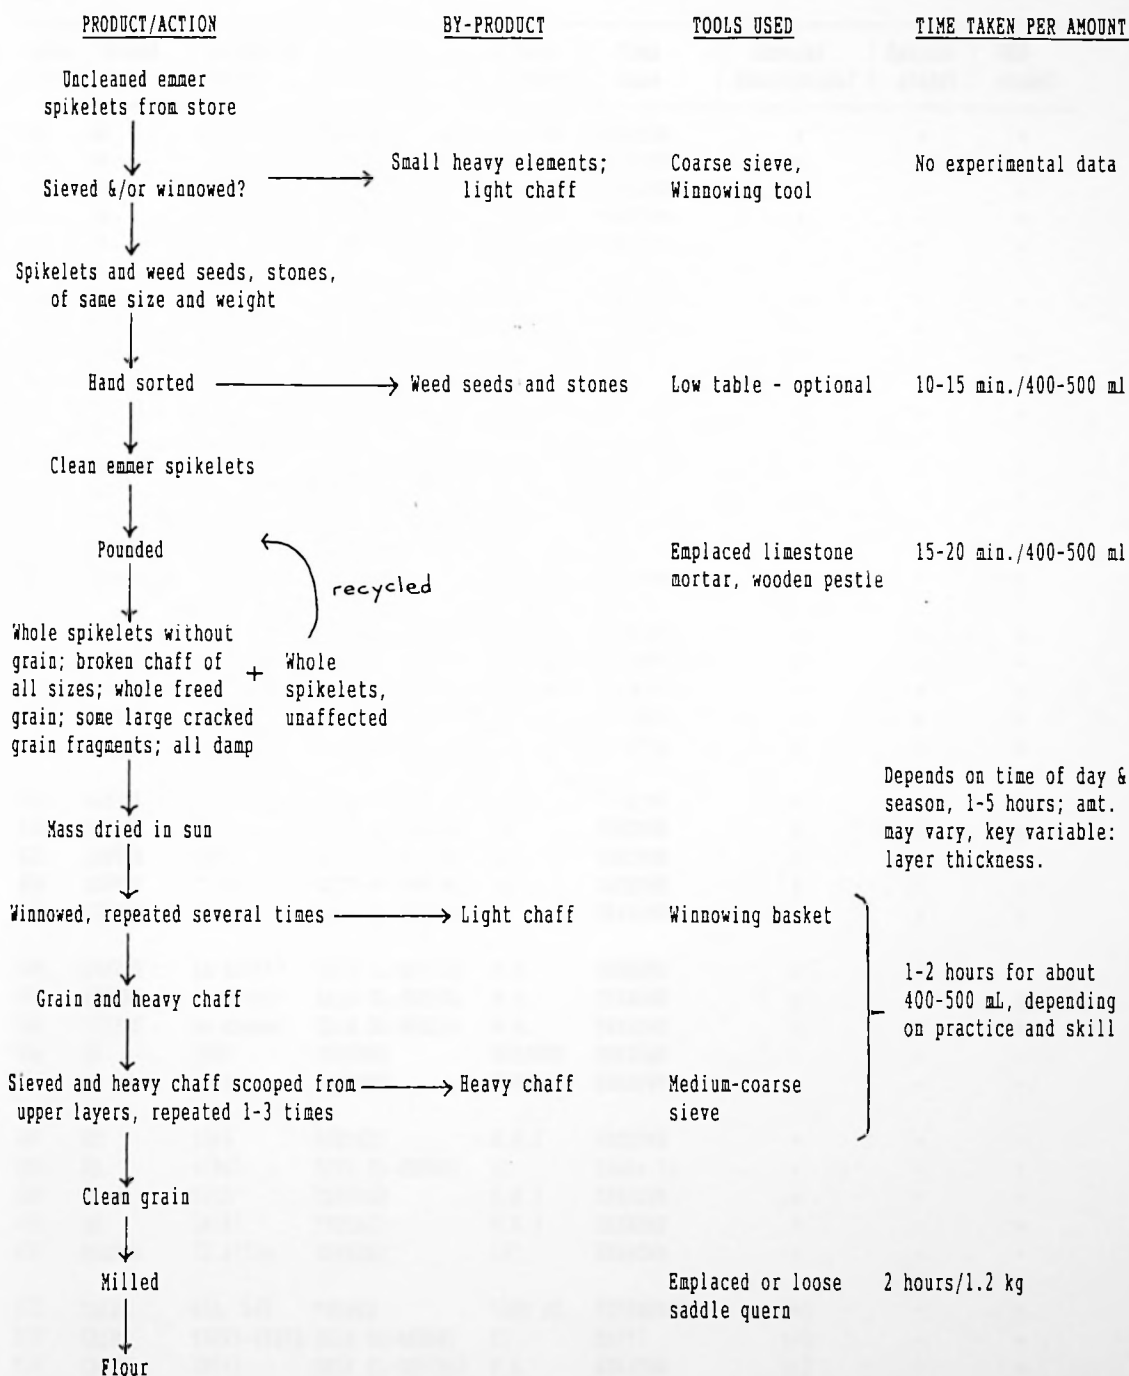 PRODUCT/ACTION BY-PRODUCT TOOLS USED TIME TAKEN PER AMOUNT
Uncleaned emmer
spikelets from store
Sieved &/or winnowed?
Small heavy elements;
light chaff
Coarse sieve,
Winnowing tool
No experimental data
Spikelets and weed seeds, stones,
of same size and weight
Hand sorted
Weed seeds and stones
Low table - optional
10-15 min./400-500 ml
Clean emmer spikelets
Pounded
recycled
Emplaced limestone
mortar, wooden pestle
15-20 min./400-500 ml
Whole spikelets without
grain; broken chaff of
all sizes; whole freed
grain; some large cracked
grain fragments; all damp
+
Whole
spikelets,
unaffected
Mass dried in sun
Depends on time of day &
season, 1-5 hours; amt.
may vary, key variable:
layer thickness.
Winnowed, repeated several times
Light chaff
Winnowing basket
Grain and heavy chaff
1-2 hours for about
400-500 mL, depending
on practice and skill
Sieved and heavy chaff scooped from
upper layers, repeated 1-3 times
Heavy chaff
Medium-coarse
sieve
Clean grain
Milled
Emplaced or loose
saddle quern
2 hours/1.2 kg
Flour